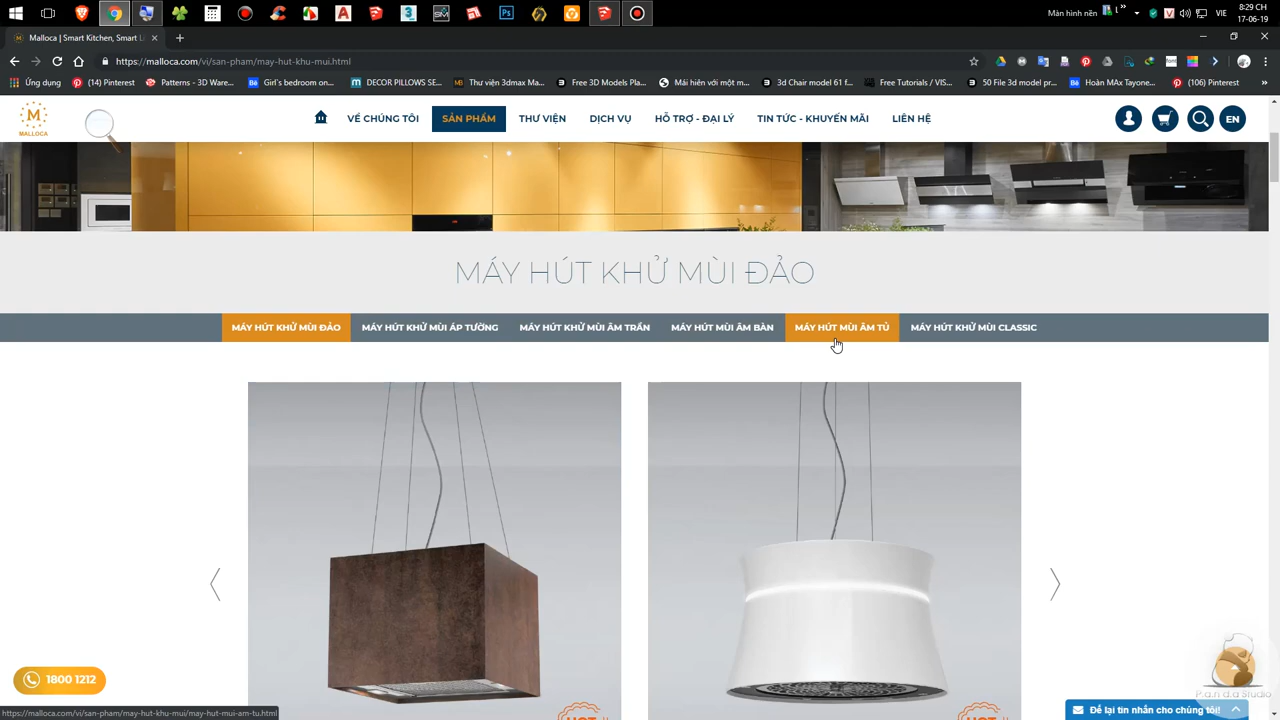 Màn hình nền
VIE
8:29 CH
17-06-19
Malloca | Smart Kitchen, Smart Li
https://malloca.com/vi/san-pham/may-hut-khu-mui.html
Ứng dụng
(14) Pinterest
Patterns - 3D Ware...
Girl's bedroom on...
DECOR PILLOWS SE...
Thư viện 3dmax Ma...
Free 3D Models Pla...
Mái hiên với một m...
3d Chair model 61 f...
Free Tutorials / VIS...
50 File 3d model pr...
Hoàn MAx Tayone...
(16) Pinterest
M
MALLOCA
VỀ CHÚNG TÔI
SẢN PHẨM
THƯ VIỆN
DỊCH VỤ
HỖ TRỢ - ĐẠI LÝ
TIN TỨC - KHUYẾN MÃI
LIÊN HỆ
EN
MÁY HÚT KHỬ MÙI ĐẢO
MÁY HÚT KHỬ MÙI ĐẢO
MÁY HÚT KHỬ MÙI ÁP TƯỜNG
MÁY HÚT KHỬ MÙI ÂM TRẦN
MÁY HÚT MÙI ÂM BÀN
MÁY HÚT MÙI ÂM TỦ
MÁY HÚT KHỬ MÙI CLASSIC
1800 1212
HOT
HOT
P.a.n.d.a Studio
https://malloca.com/vi/san-pham/may-hut-khu-mui/may-hut-mui-am-tu.html
Để lại tin nhắn cho chúng tôi!